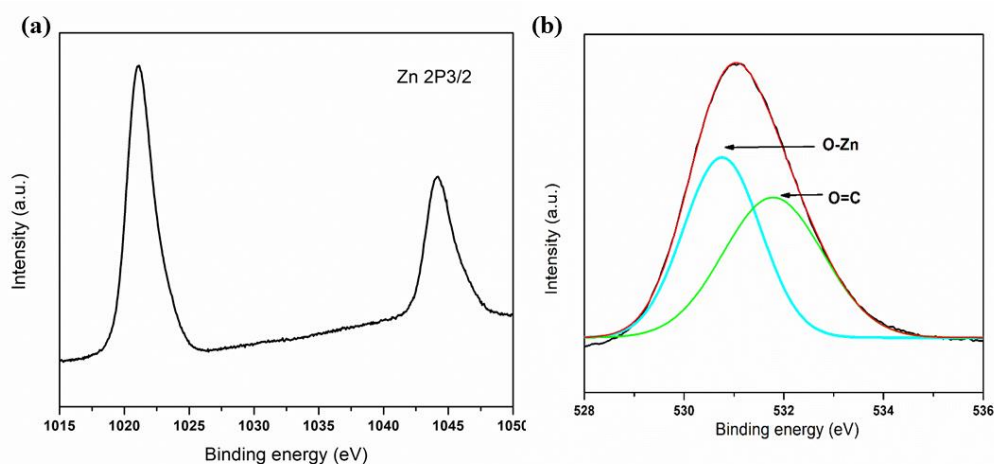 (a)
Zn 2P3/2
Intensity (a.u.)
1015 1020 1025 1030 1035 1040 1045 1050
Binding energy (eV)
(b)
O-Zn
O=C
Intensity (a.u.)
528 530 532 534 536
Binding energy (eV)